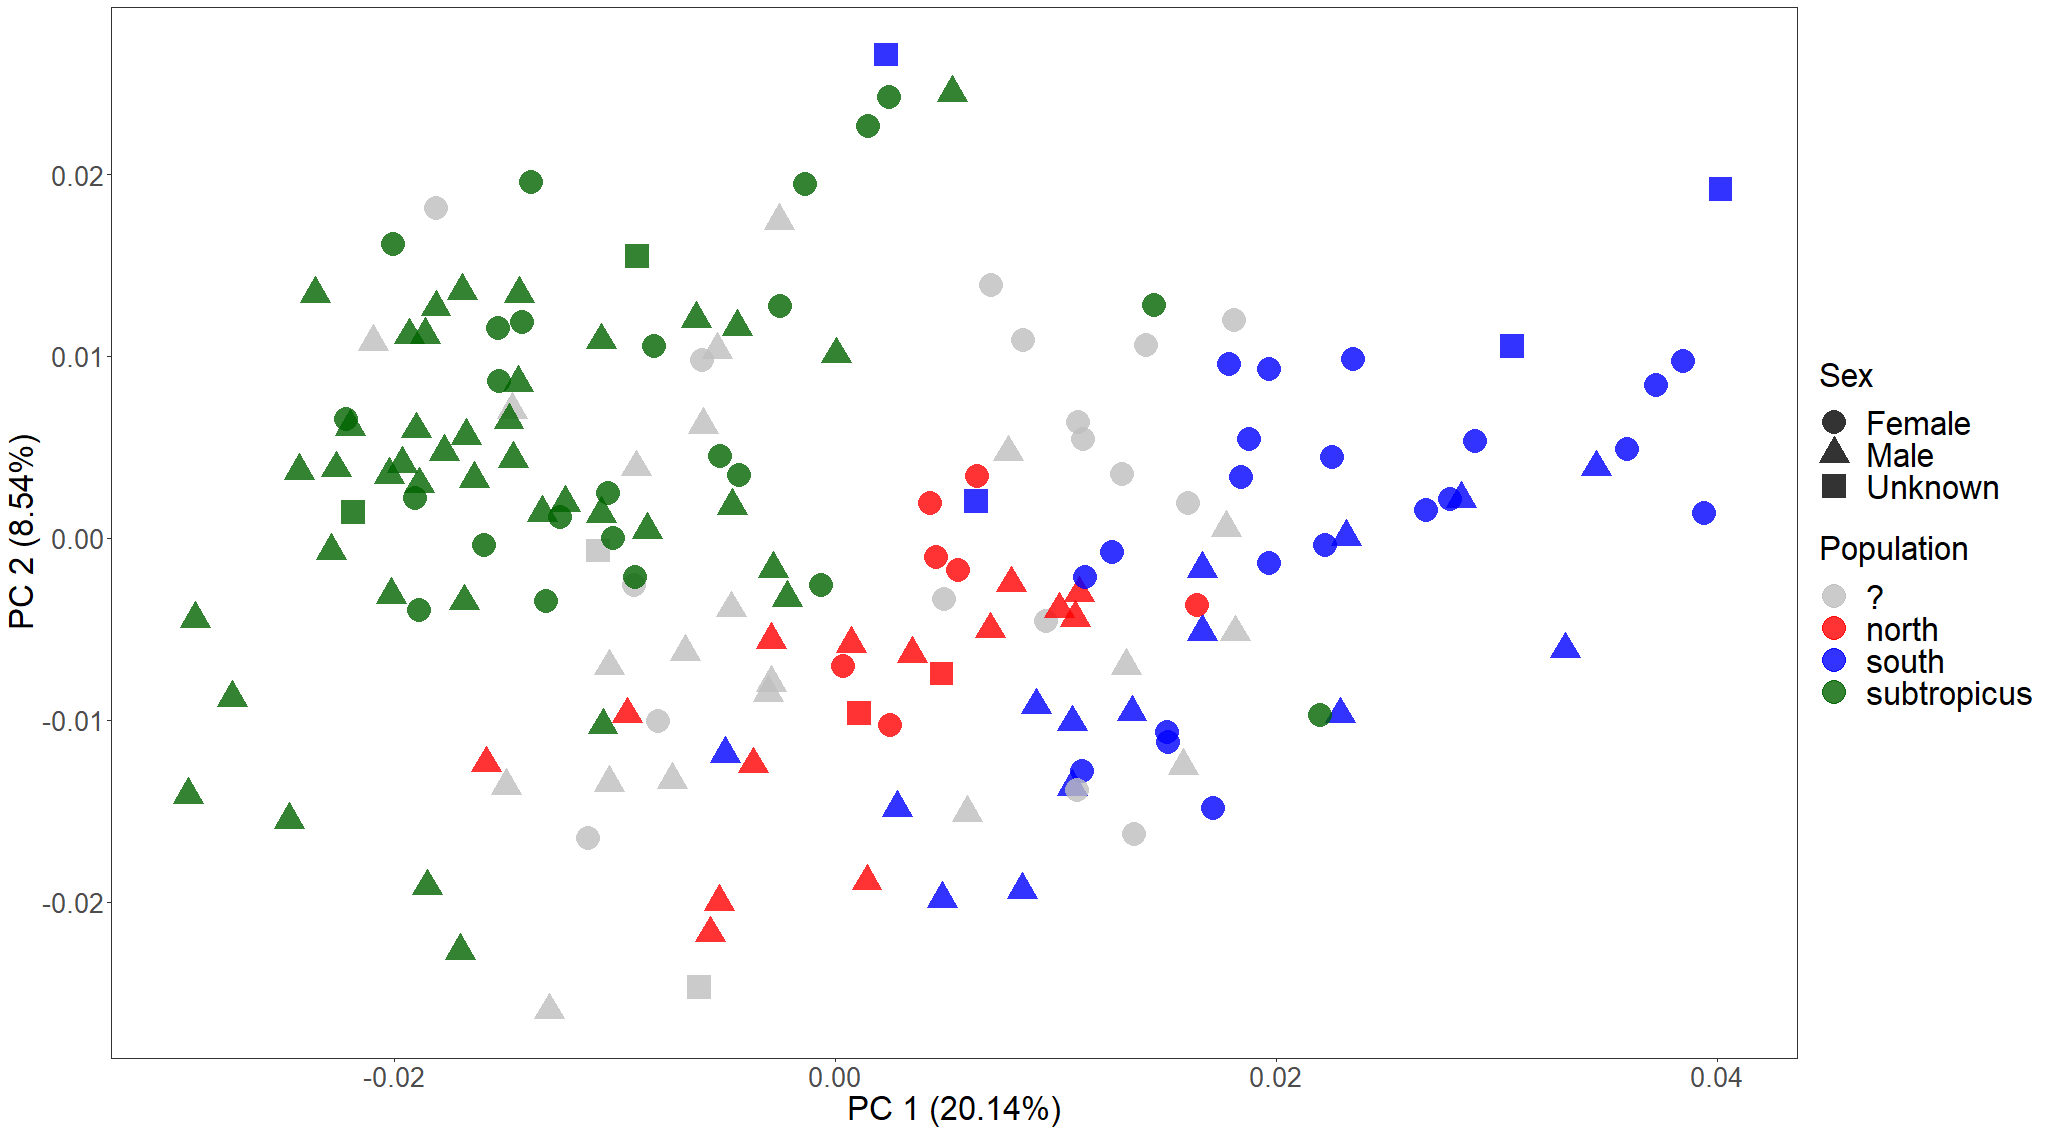 0.02
0.01
0.00
-0.01
-0.02
PC 2 (8.54%)
-0.02
0.00
0.02
0.04
PC 1 (20.14%)
Sex
Female
Male
Unknown
Population
?
north
south
subtropicus